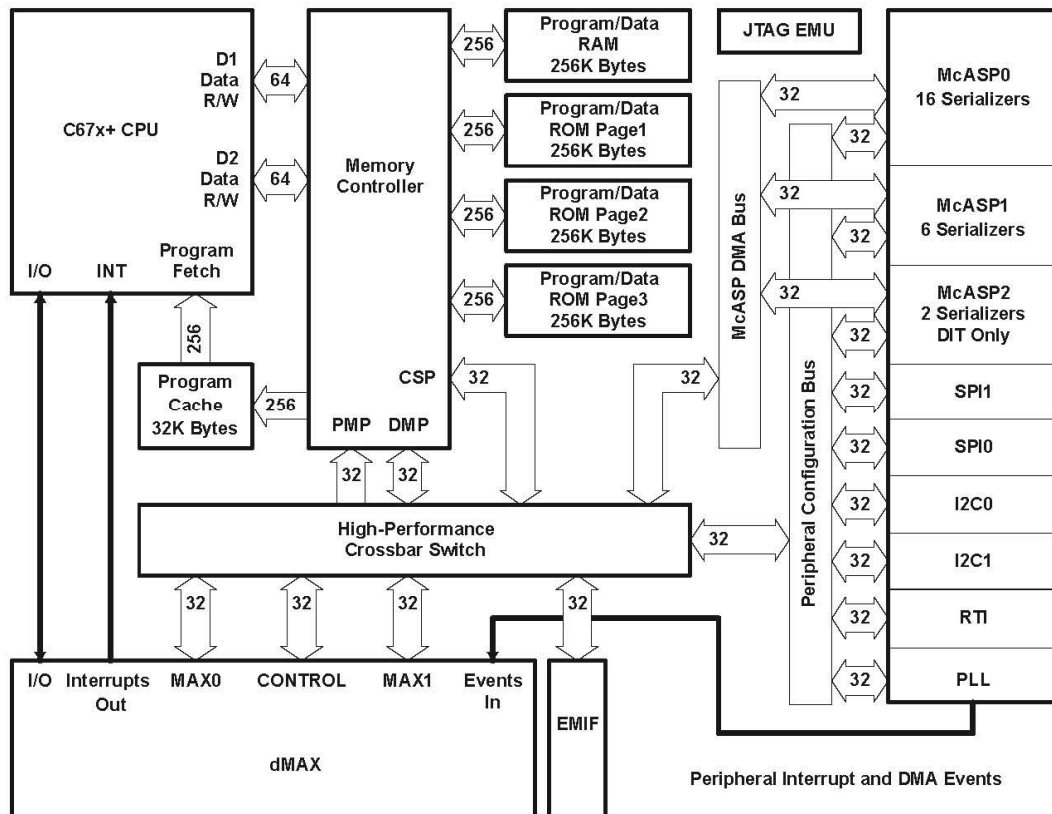 C67x+ CPU
D1
Data
R/W
D2
Data
R/W
I/O
INT
Program
Fetch
64
64
256
Program
Cache
32K Bytes
256
Memory
Controller
CSP
PMP
DMP
256
Program/Data
RAM
256K Bytes
256
Program/Data
ROM Page1
256K Bytes
256
Program/Data
ROM Page2
256K Bytes
256
Program/Data
ROM Page3
256K Bytes
32
32
32
32
High-Performance
Crossbar Switch
32
32
32
32
32
I/O
Interrupts
Out
MAX0
CONTROL
MAX1
Events
In
dMAX
EMIF
JTAG EMU
McASP DMA Bus
Peripheral Configuration Bus
32
32
32
32
32
32
32
32
32
32
32
32
McASP0
16 Serializers
McASP1
6 Serializers
McASP2
2 Serializers
DIT Only
SPI1
SPI0
I2C0
I2C1
RTI
PLL
Peripheral Interrupt and DMA Events